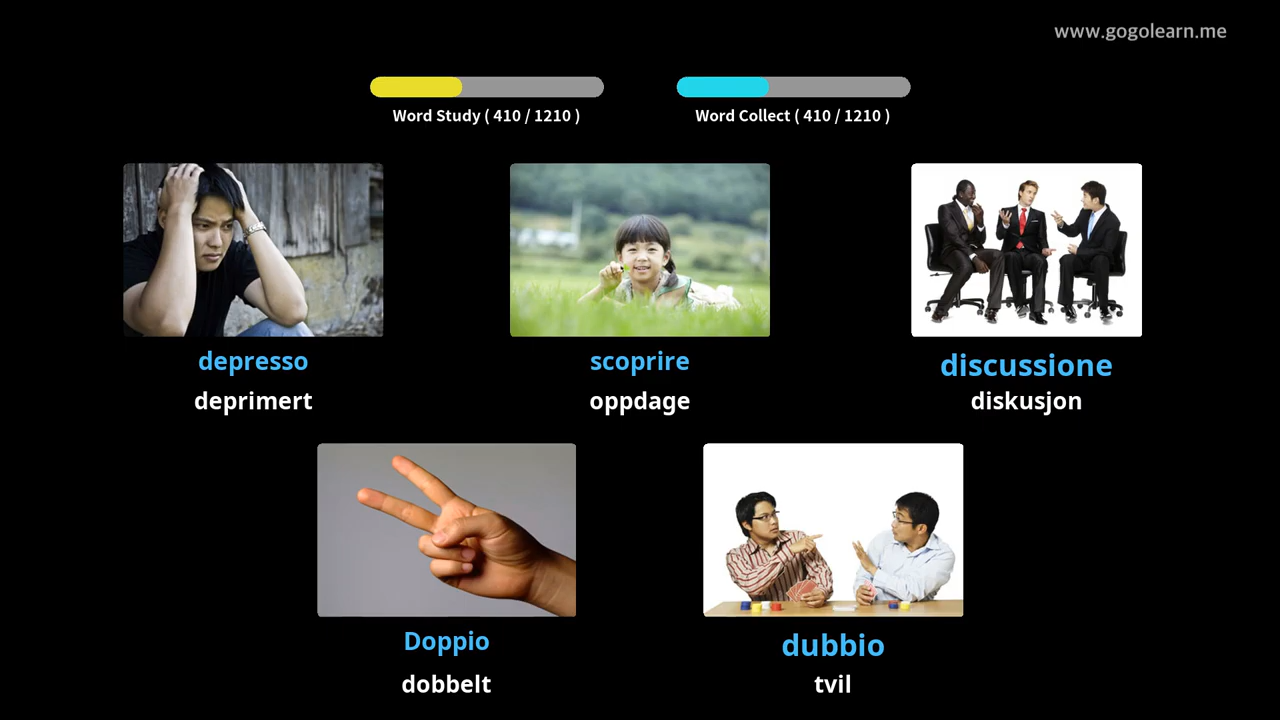 www.gogolearn.me
Word Study ( 410 / 1210 )
Word Collect ( 410 / 1210 )
depresso
deprimert
scoprire
oppdage
discussione
diskusjon
Doppio
dobbelt
dubbio
tvil